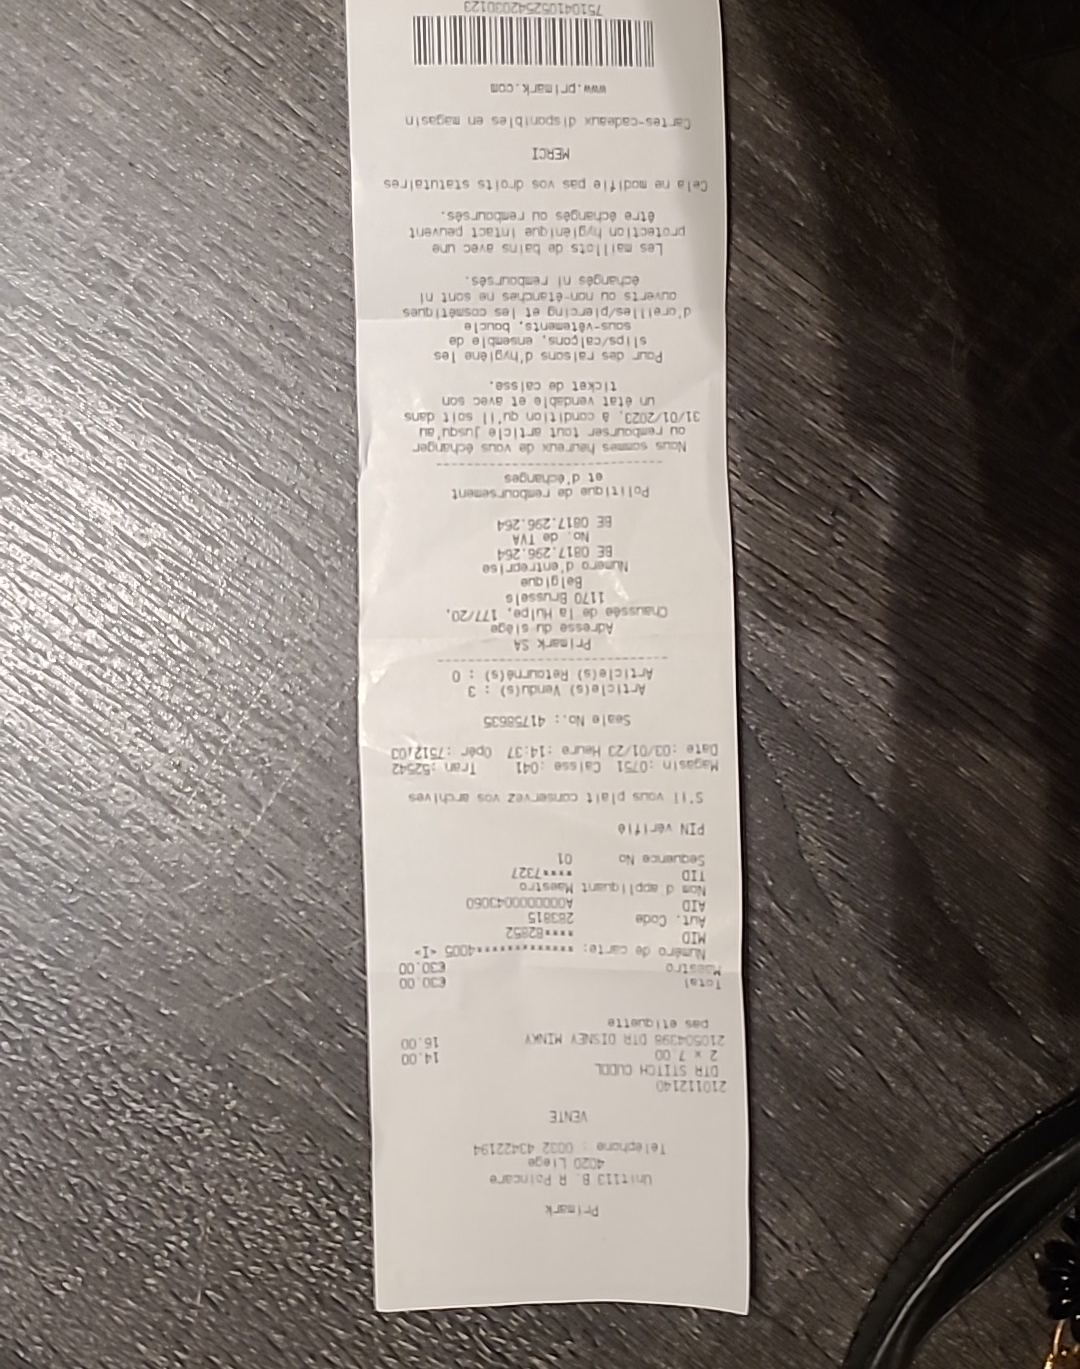 Primark
Unit113 B. R Poincare
4020 Liege
Téléphone : 0032 43422194
VENTE
210112140
DTR STITCH CUDDL
2 x 7.00 14.00
210504398 DTR DISNEY MINKY 16.00
pas etiquette
Total €30.00
Maestro €30.00
Numéro de carte: **************4005 <I>
MID ****82852
Aut. Code 283815
AID A0000000043060
Nom d appliquant Maestro
TID ****7327
Sequence No 01
PIN vérifié
S'il vous plait conservez vos archives
Magasin :0751 Caisse :041 Tran :52542
Date :03/01/23 Heure :14:37 Opér :7512103
Seale No.: 41758635
Article(s) Vendu(s) : 3
Article(s) Retourné(s) : 0
--------------------------------
Primark SA
Adresse du siège
Chaussée de la Hulpe, 177/20,
1170 Brussels
Belgique
Numero d'entreprise
BE 0817.296.264
No. de TVA
BE 0817.296.264
Politique de remboursement
et d'échanges
--------------------------------
Nous sommes heureux de vous échanger
ou rembourser tout article jusqu'au
31/01/2023, à condition qu'il soit dans
un état vendable et avec son
ticket de caisse.
Pour des raisons d'hygiène les
slips/calçons, ensemble de
sous-vêtements, boucle
d'oreilles/piercing et les cosmétiques
ouverts ou non-étanches ne sont ni
échangés ni remboursés.
Les maillots de bains avec une
protection hygiénique intact peuvent
être échangés ou remboursés.
Cela ne modifie pas vos droits statutaires
MERCI
Cartes-cadeaux disponibles en magasin
www.primark.com
751041052542030123